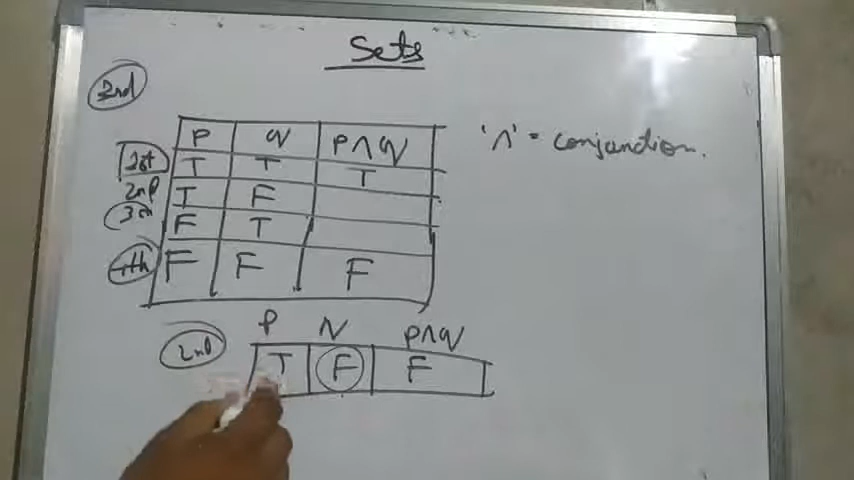 Sets
2nd
P q P∧q '∧' = conjunction.
1st T T T
2nd T F
3rd F T
4th F F F
P q P∧q
2nd T F F